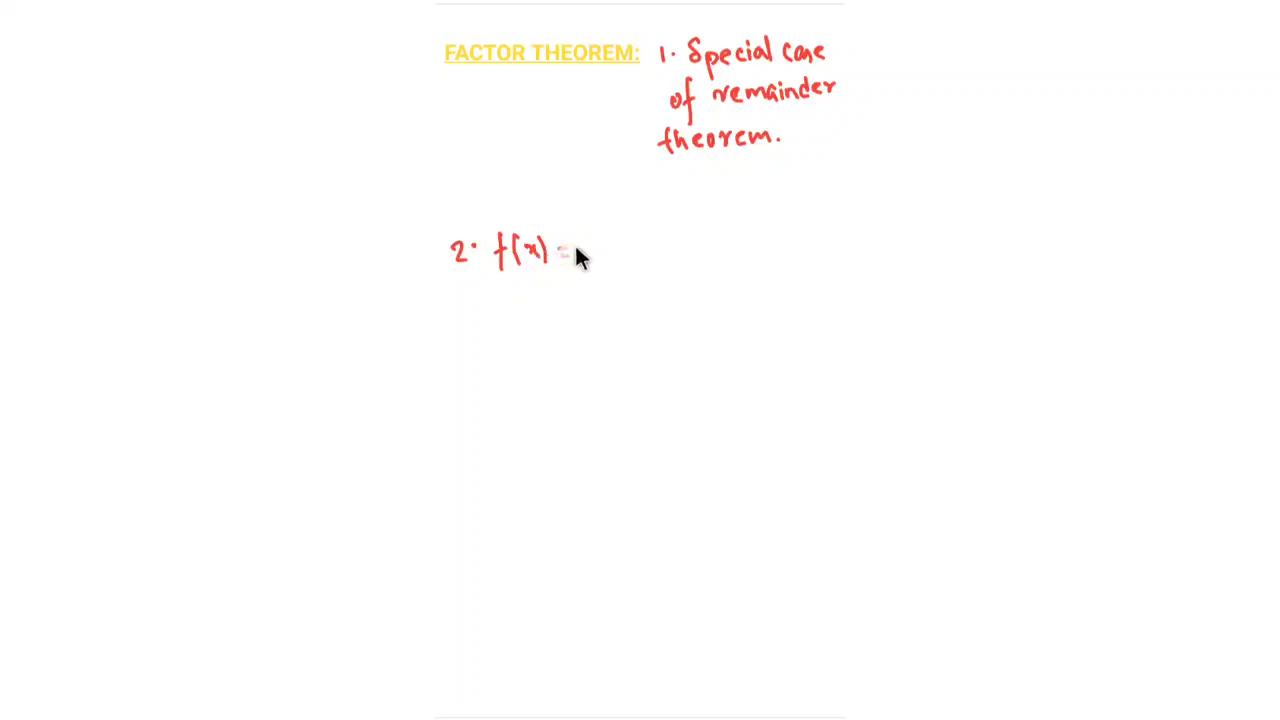 FACTOR THEOREM: 1. Special case
of remainder
theorem.
2. f(x) =